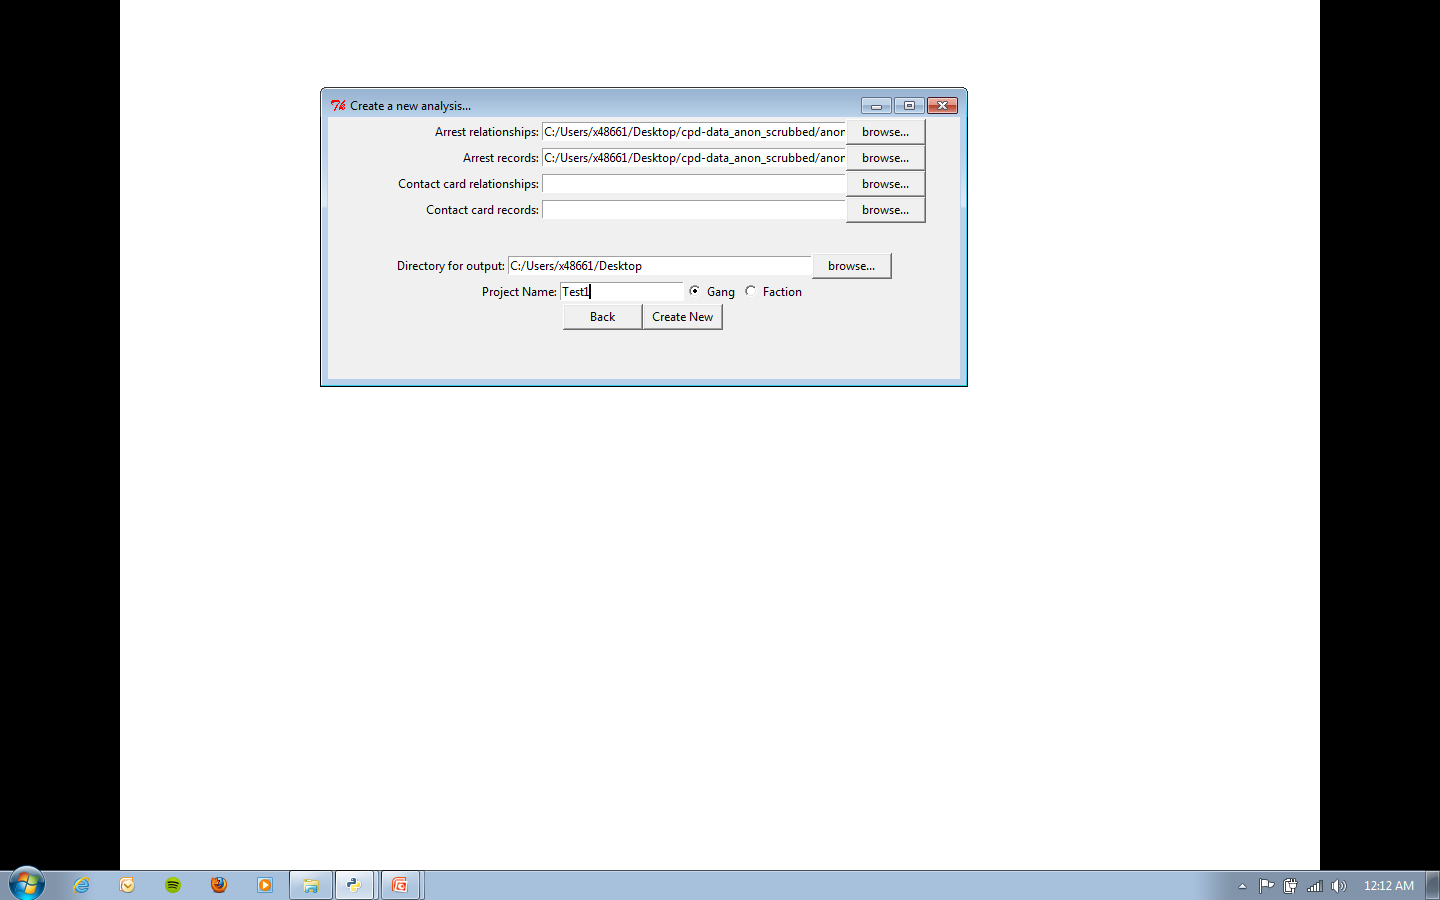 Create a new analysis...
Arrest relationships: C:/Users/x48661/Desktop/cpd-data_anon_scrubbed/anor browse...
Arrest records: C:/Users/x48661/Desktop/cpd-data_anon_scrubbed/anor browse...
Contact card relationships: browse...
Contact card records: browse...
Directory for output: C:/Users/x48661/Desktop browse...
Project Name: Test1 Gang Faction
Back Create New
12:12 AM